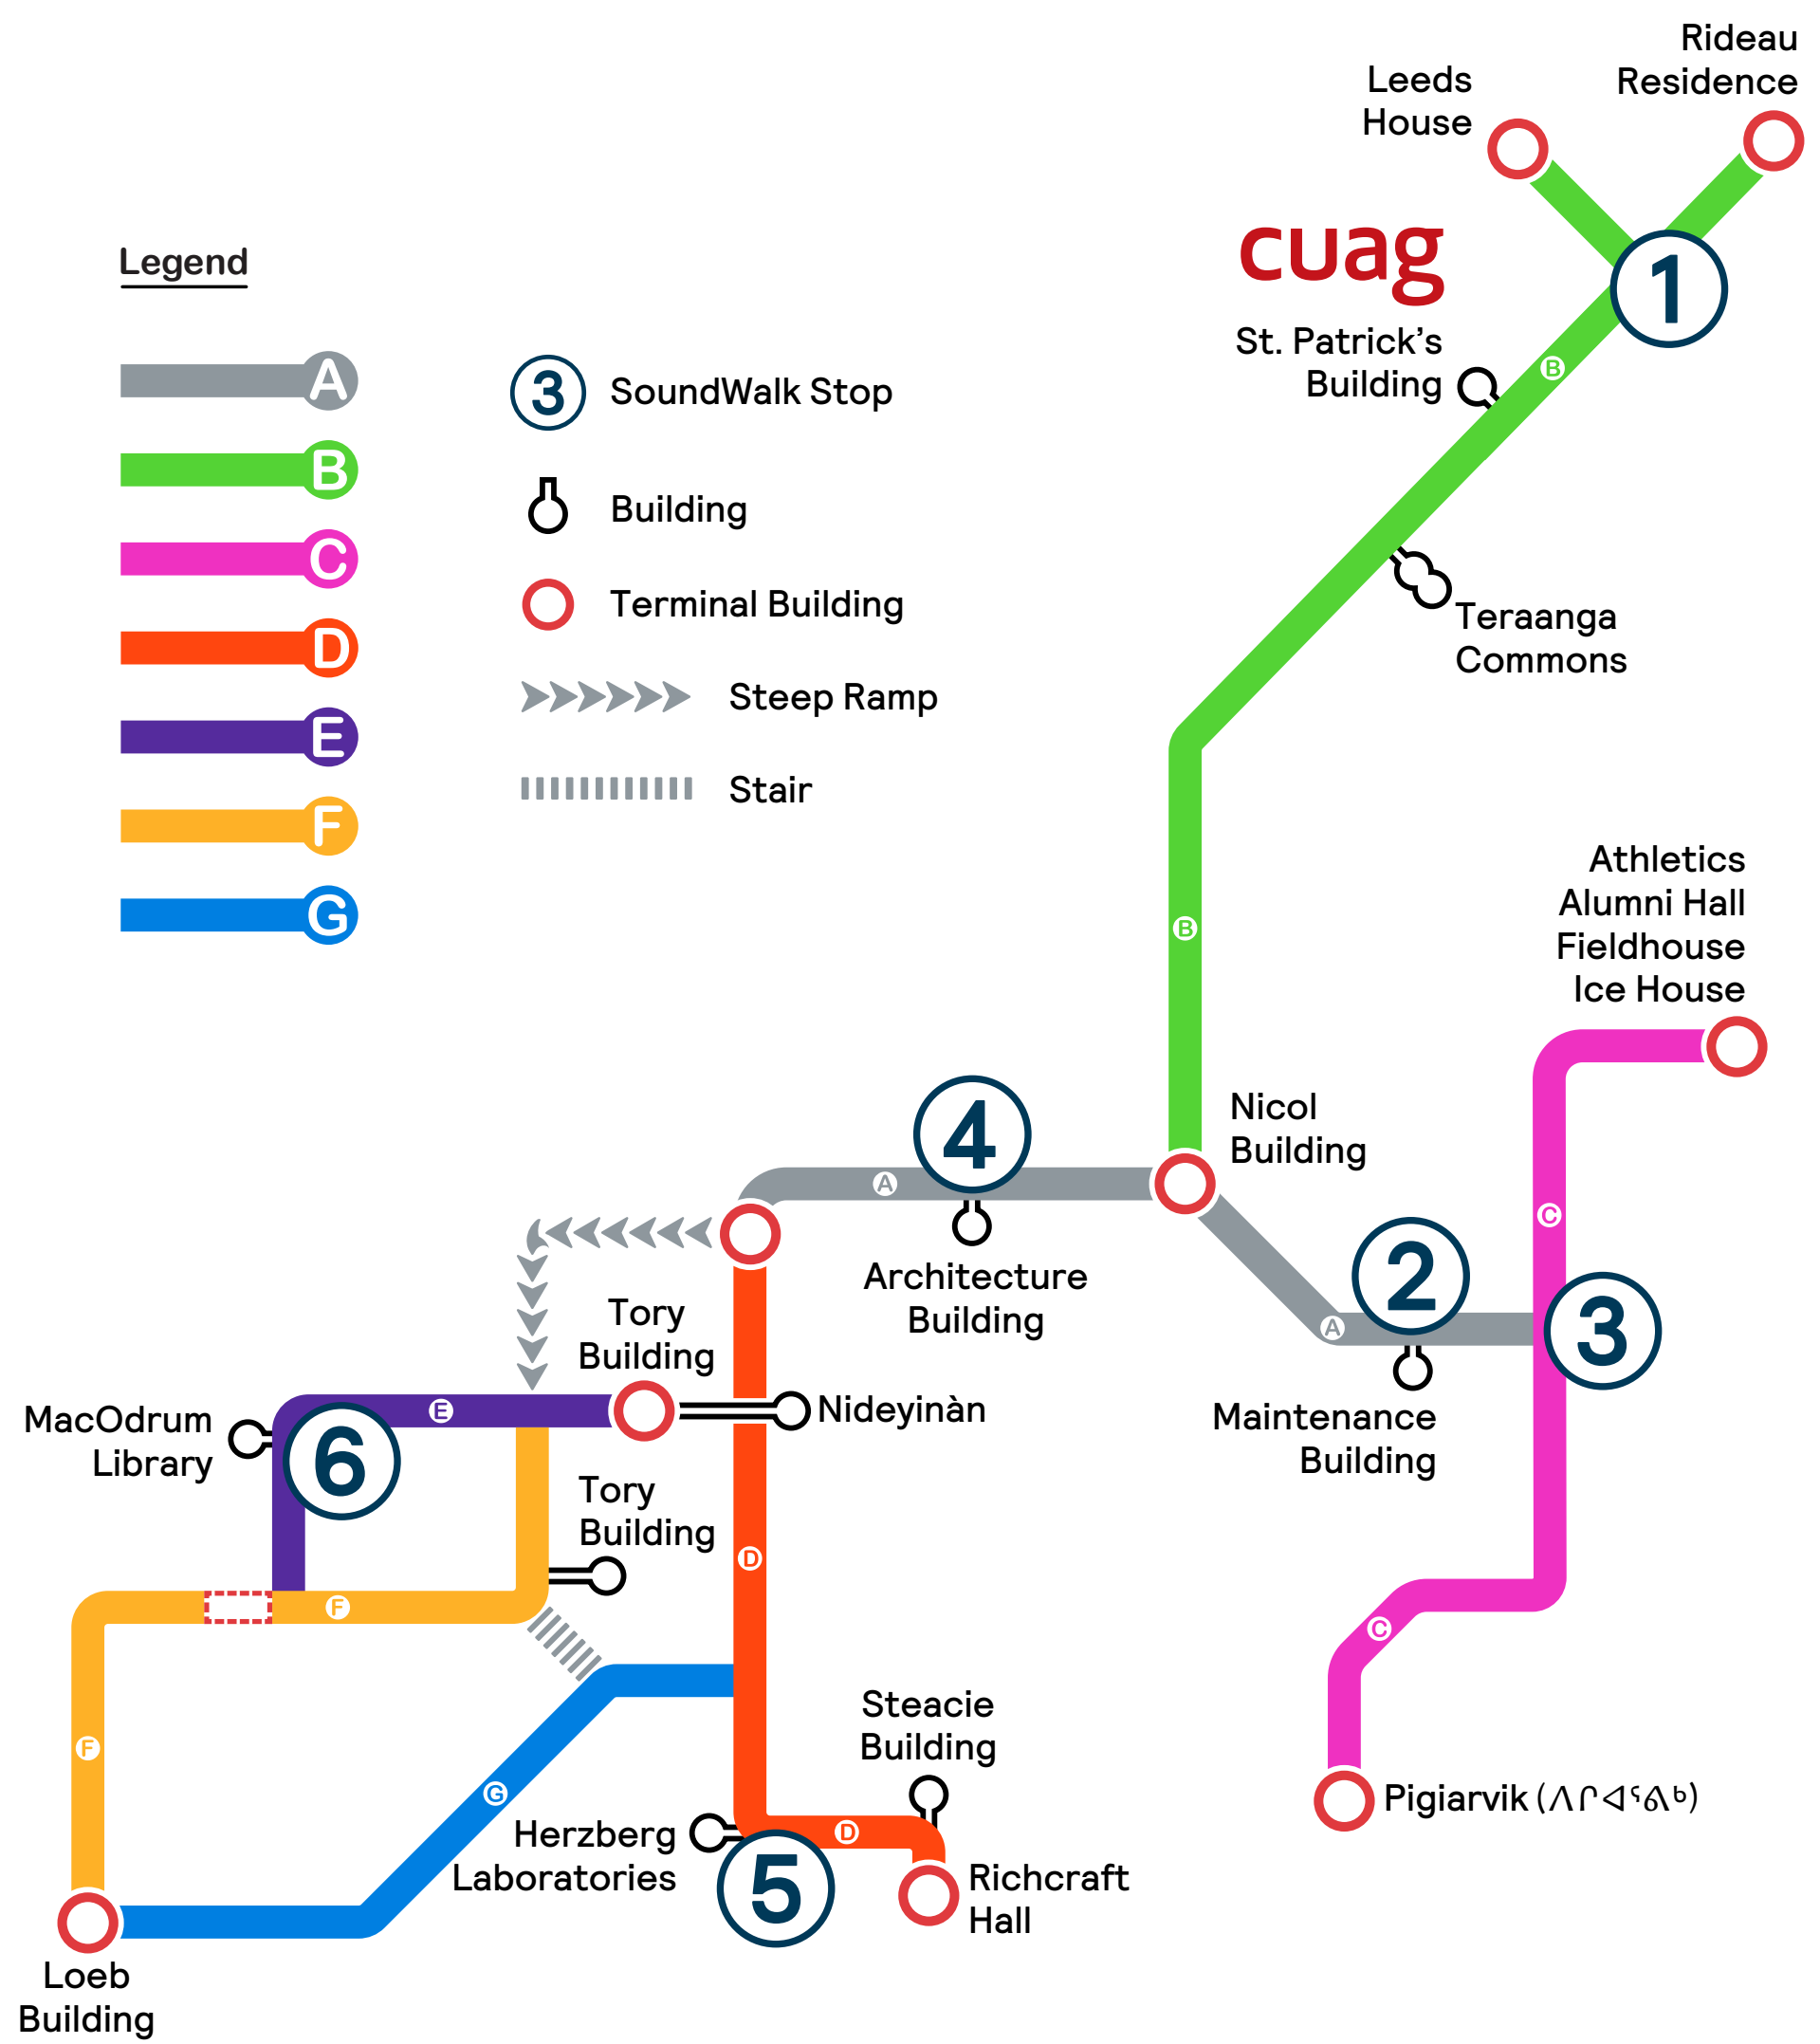 Rideau
Residence
Leeds
House
1
cuag
St. Patrick's
Building
B
Teraanga
Commons
Legend
A
B
C
D
E
F
G
3 SoundWalk Stop
Building
Terminal Building
Steep Ramp
Stair
B
Athletics
Alumni Hall
Fieldhouse
Ice House
Nicol
Building
4
A
Architecture
Building
C
2
A
3
Maintenance
Building
Tory
Building
Nideyinàn
E
MacOdrum
Library
6
Tory
Building
D
F
F
C
G
Steacie
Building
Herzberg
Laboratories
D
5
Richcraft
Hall
Pigiarvik (ᐱᒋᐊᕐᕕᒃ)
Loeb
Building